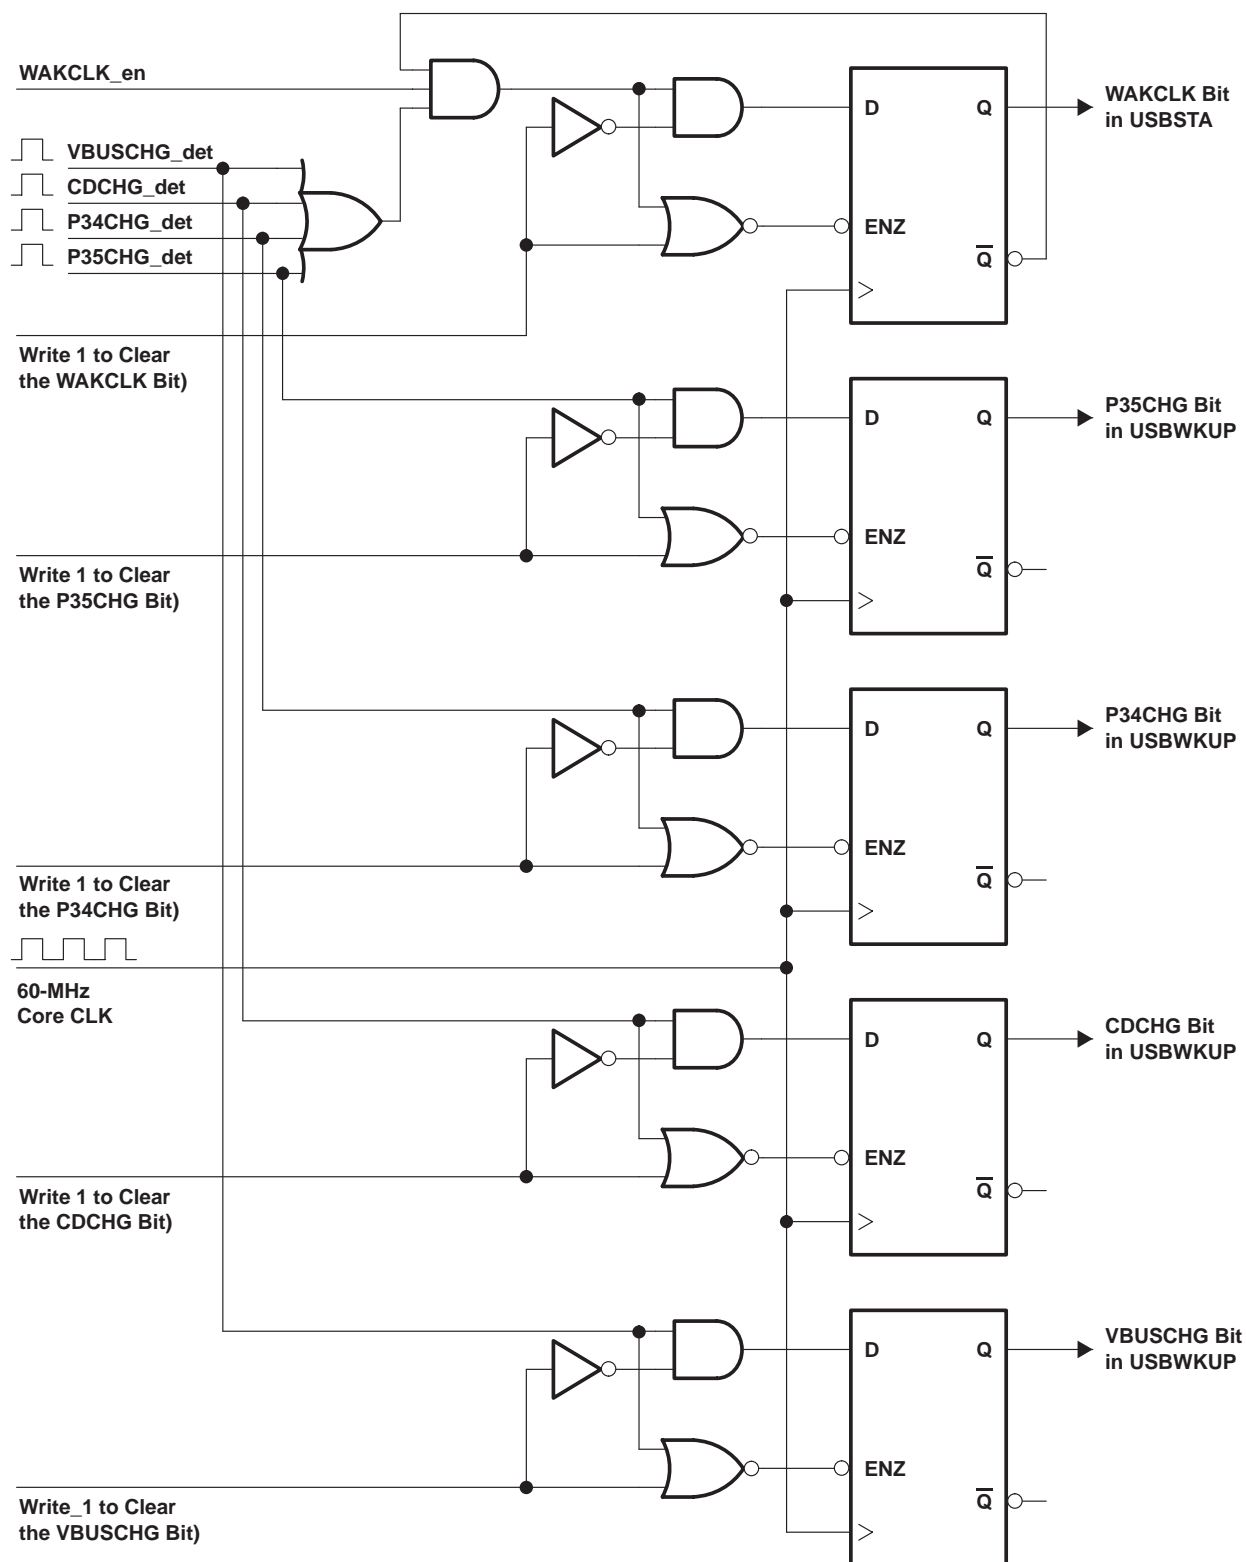 WAKCLK_en
WAKCLK Bit
in USBSTA
D
Q
VBUSCHG_det
CDCHG_det
P34CHG_det
P35CHG_det
ENZ
Q̅
Write 1 to Clear
the WAKCLK Bit)
D
Q
P35CHG Bit
in USBWKUP
ENZ
Q̅
Write 1 to Clear
the P35CHG Bit)
D
Q
P34CHG Bit
in USBWKUP
ENZ
Q̅
Write 1 to Clear
the P34CHG Bit)
60-MHz
Core CLK
D
Q
CDCHG Bit
in USBWKUP
ENZ
Q̅
Write 1 to Clear
the CDCHG Bit)
D
Q
VBUSCHG Bit
in USBWKUP
ENZ
Q̅
Write_1 to Clear
the VBUSCHG Bit)